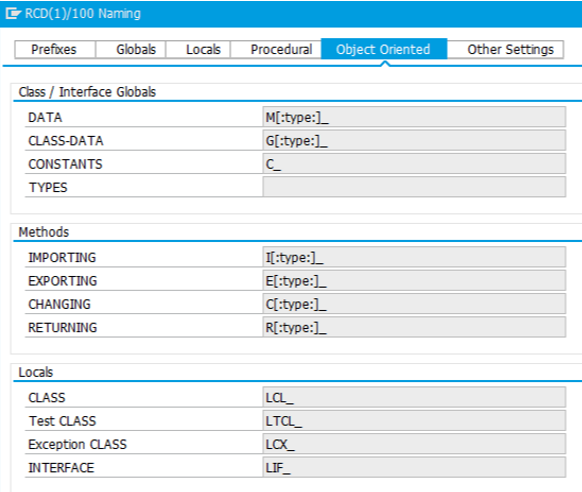 RCD(1)/100 Naming
Prefixes Globals Locals Procedural Object Oriented Other Settings
Class / Interface Globals
DATA M[:type:]_
CLASS-DATA G[:type:]_
CONSTANTS C_
TYPES
Methods
IMPORTING I[:type:]_
EXPORTING E[:type:]_
CHANGING C[:type:]_
RETURNING R[:type:]_
Locals
CLASS LCL_
Test CLASS LTCL_
Exception CLASS LCX_
INTERFACE LIF_